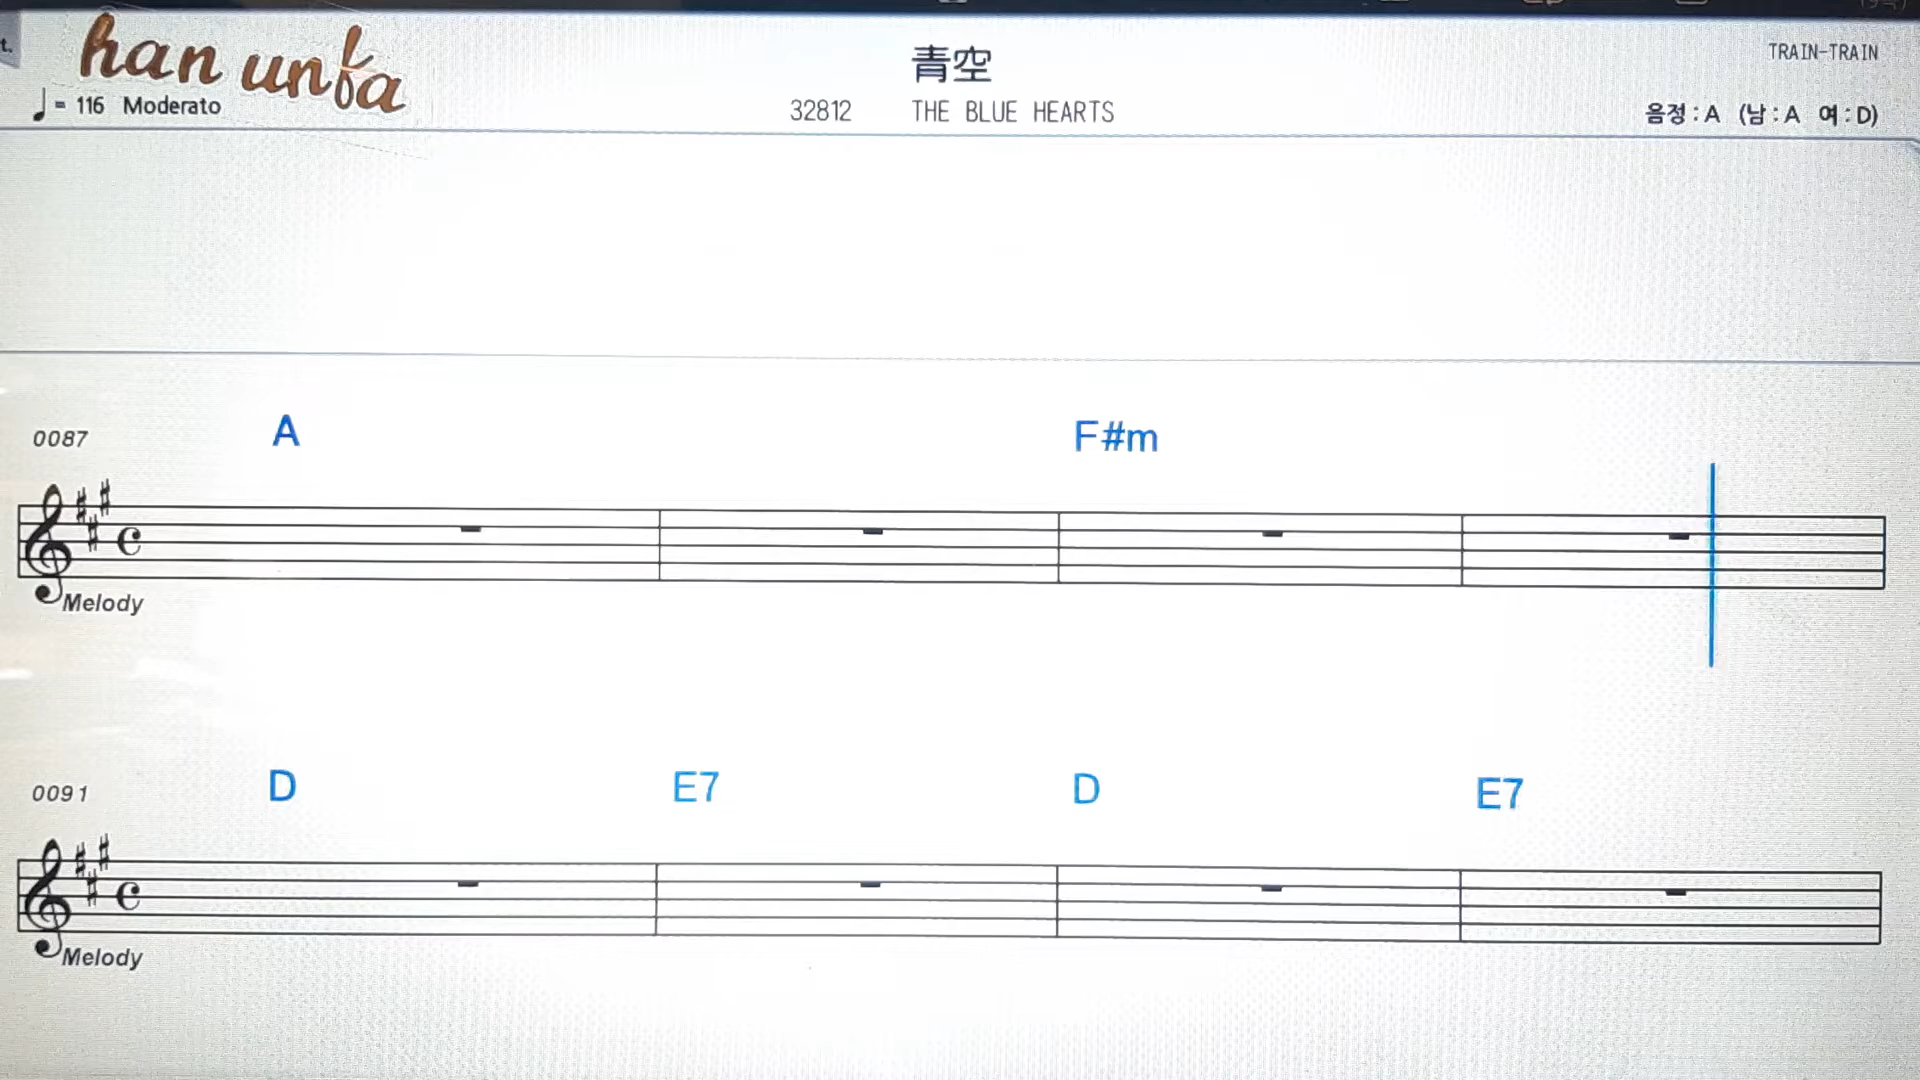 t.
han unfa
♩= 116 Moderato
青空
32812 THE BLUE HEARTS
TRAIN-TRAIN
음정 : A (남 : A 여 : D)
0087
A F#m
Melody
0091
D E7 D E7
Melody